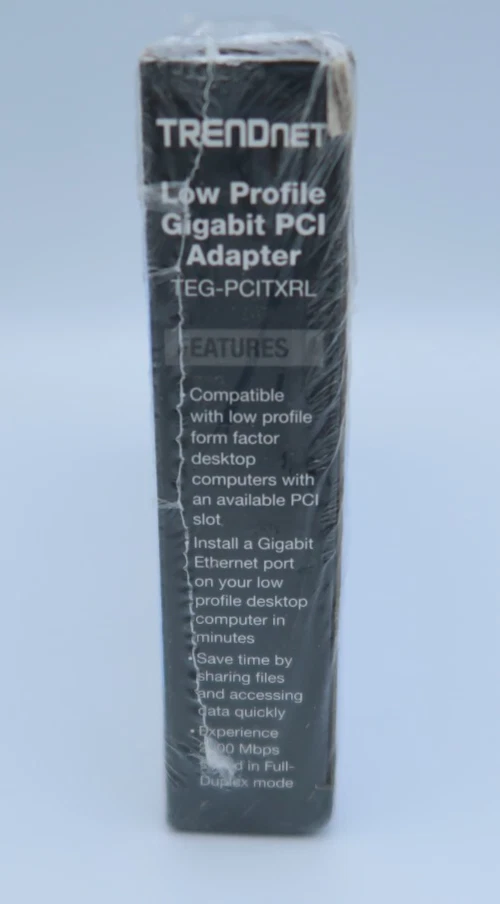 TRENDnet
Low Profile
Gigabit PCI
Adapter
TEG-PCITXRL
FEATURES
• Compatible
with low profile
form factor
desktop
computers with
an available PCI
slot
• Install a Gigabit
Ethernet port
on your low
profile desktop
computer in
minutes
• Save time by
sharing files
and accessing
data quickly
• Experience
Mbps
in Full-
Duplex mode